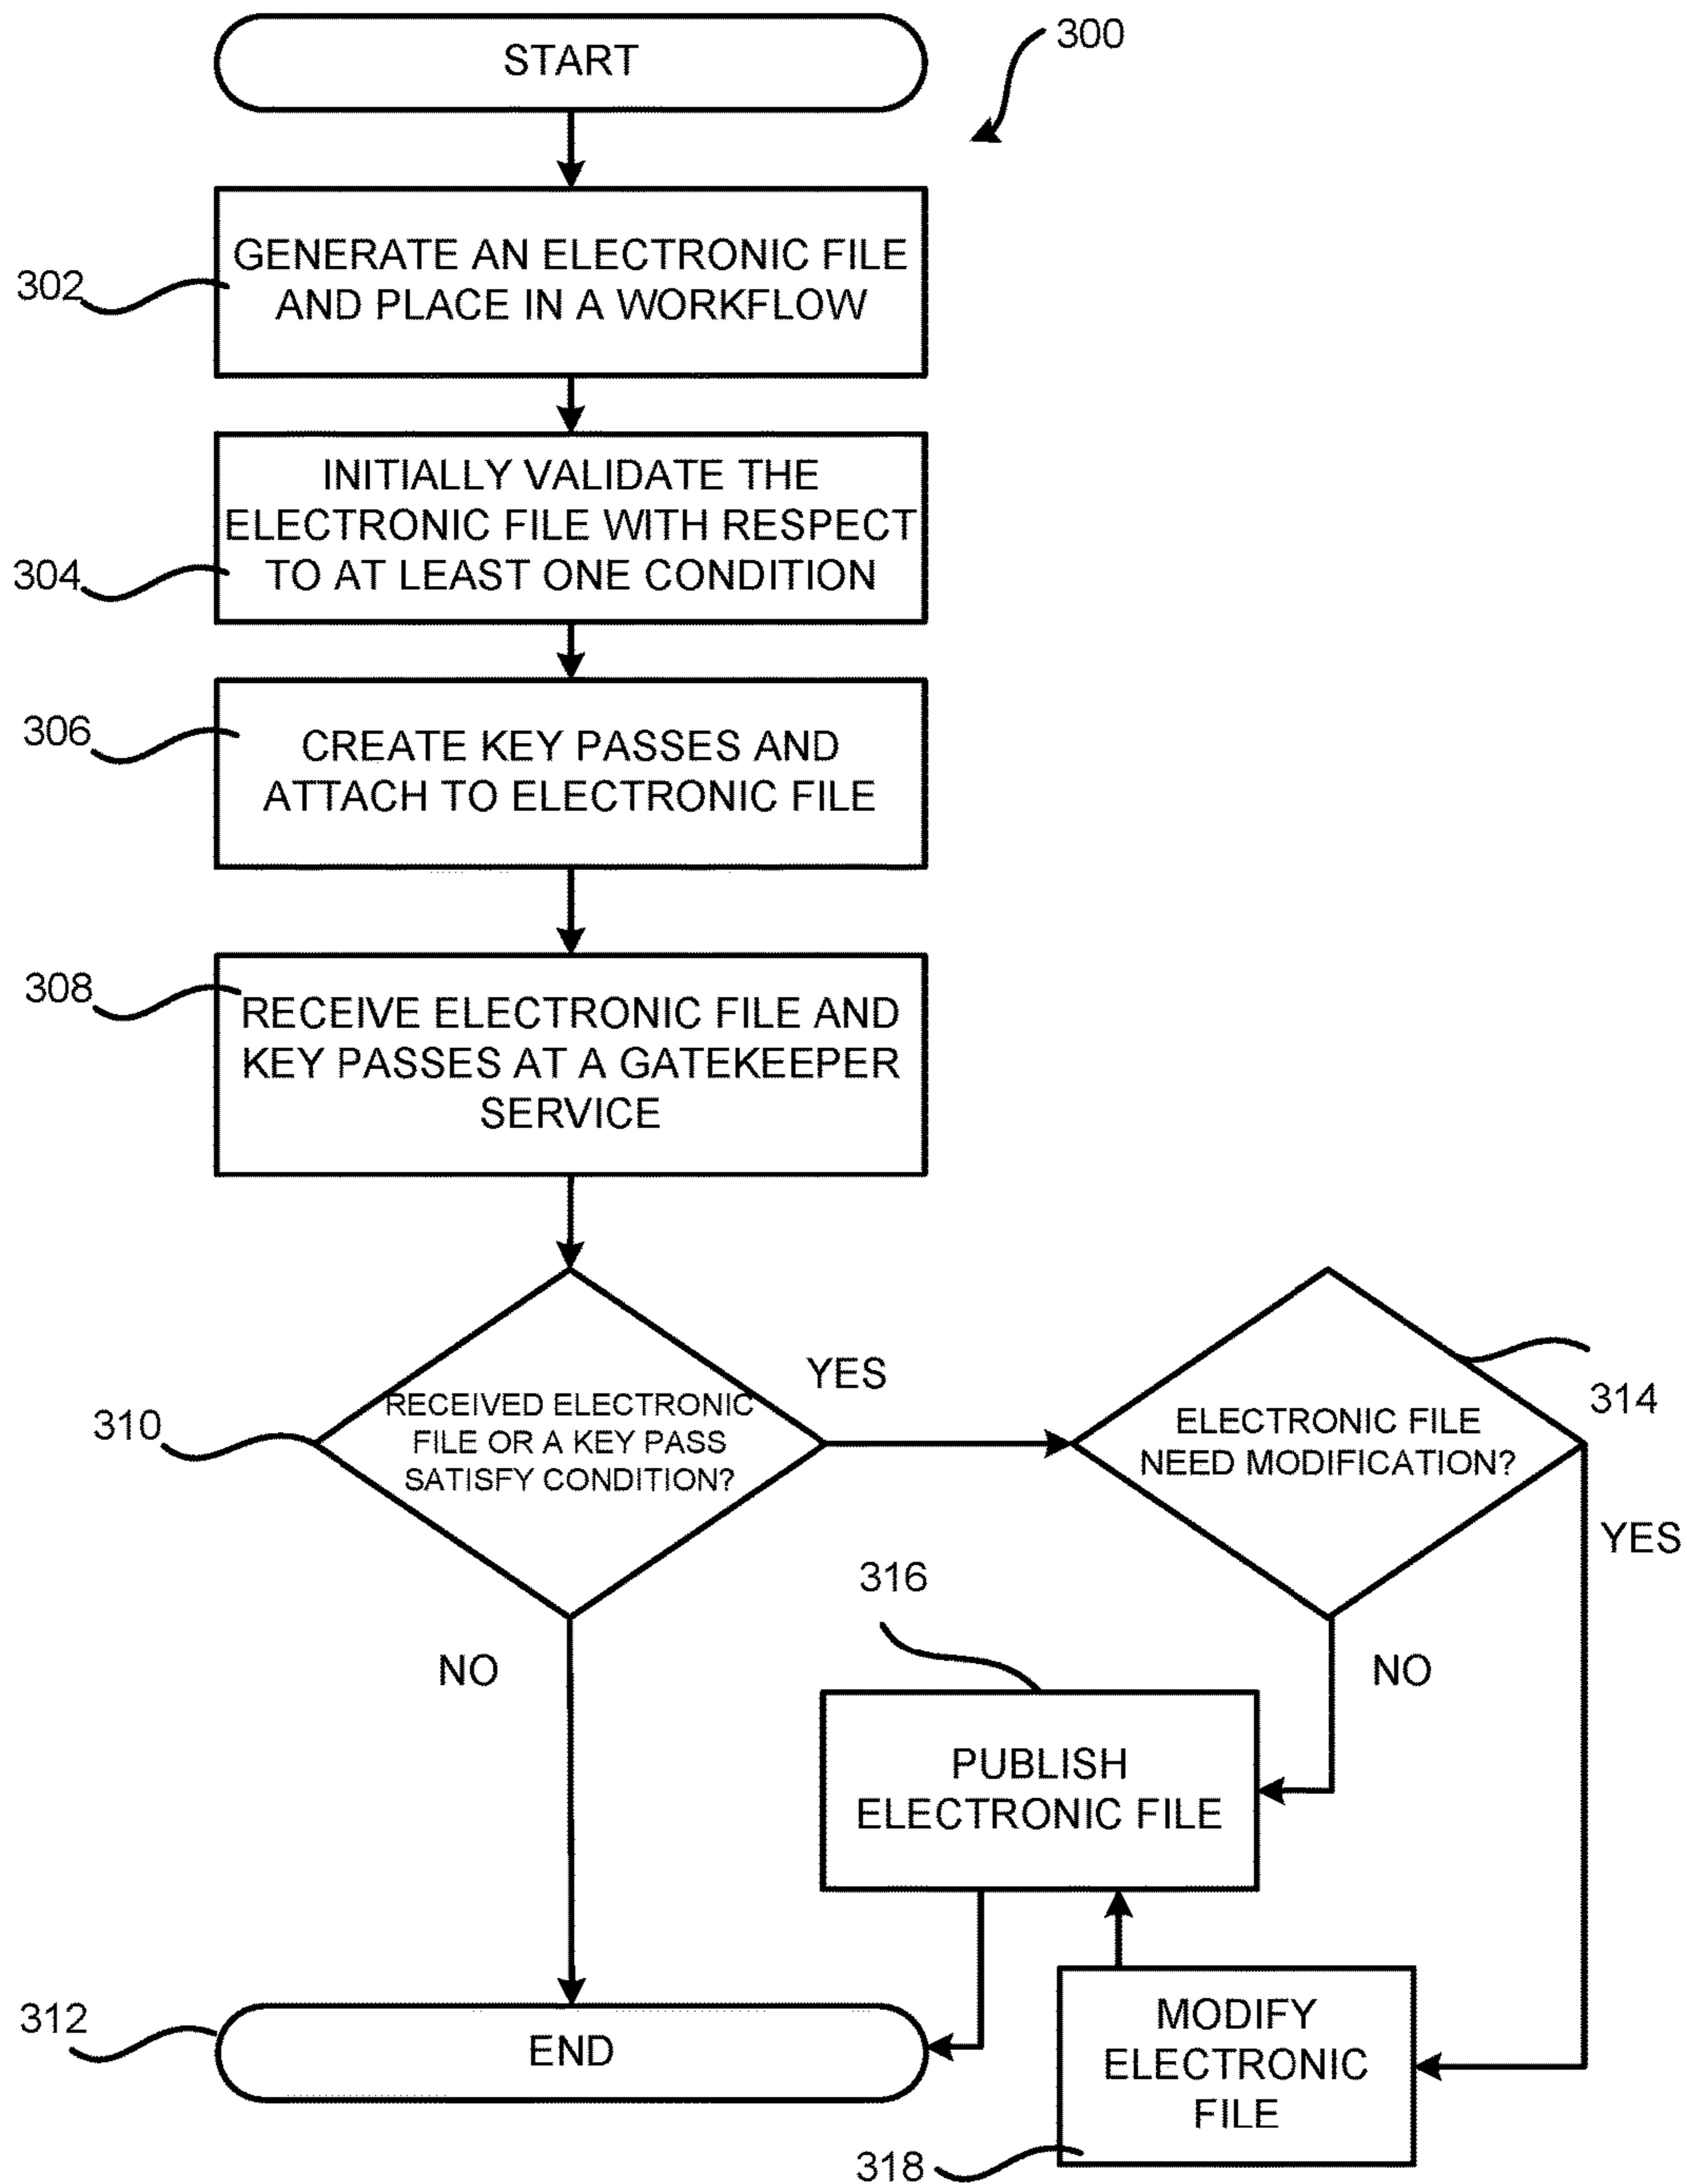 START
300
302
GENERATE AN ELECTRONIC FILE
AND PLACE IN A WORKFLOW
304
INITIALLY VALIDATE THE
ELECTRONIC FILE WITH RESPECT
TO AT LEAST ONE CONDITION
306
CREATE KEY PASSES AND
ATTACH TO ELECTRONIC FILE
308
RECEIVE ELECTRONIC FILE AND
KEY PASSES AT A GATEKEEPER
SERVICE
310
RECEIVED ELECTRONIC
FILE OR A KEY PASS
SATISFY CONDITION?
YES
NO
314
ELECTRONIC FILE
NEED MODIFICATION?
YES
NO
316
PUBLISH
ELECTRONIC FILE
312
END
MODIFY
ELECTRONIC
FILE
318